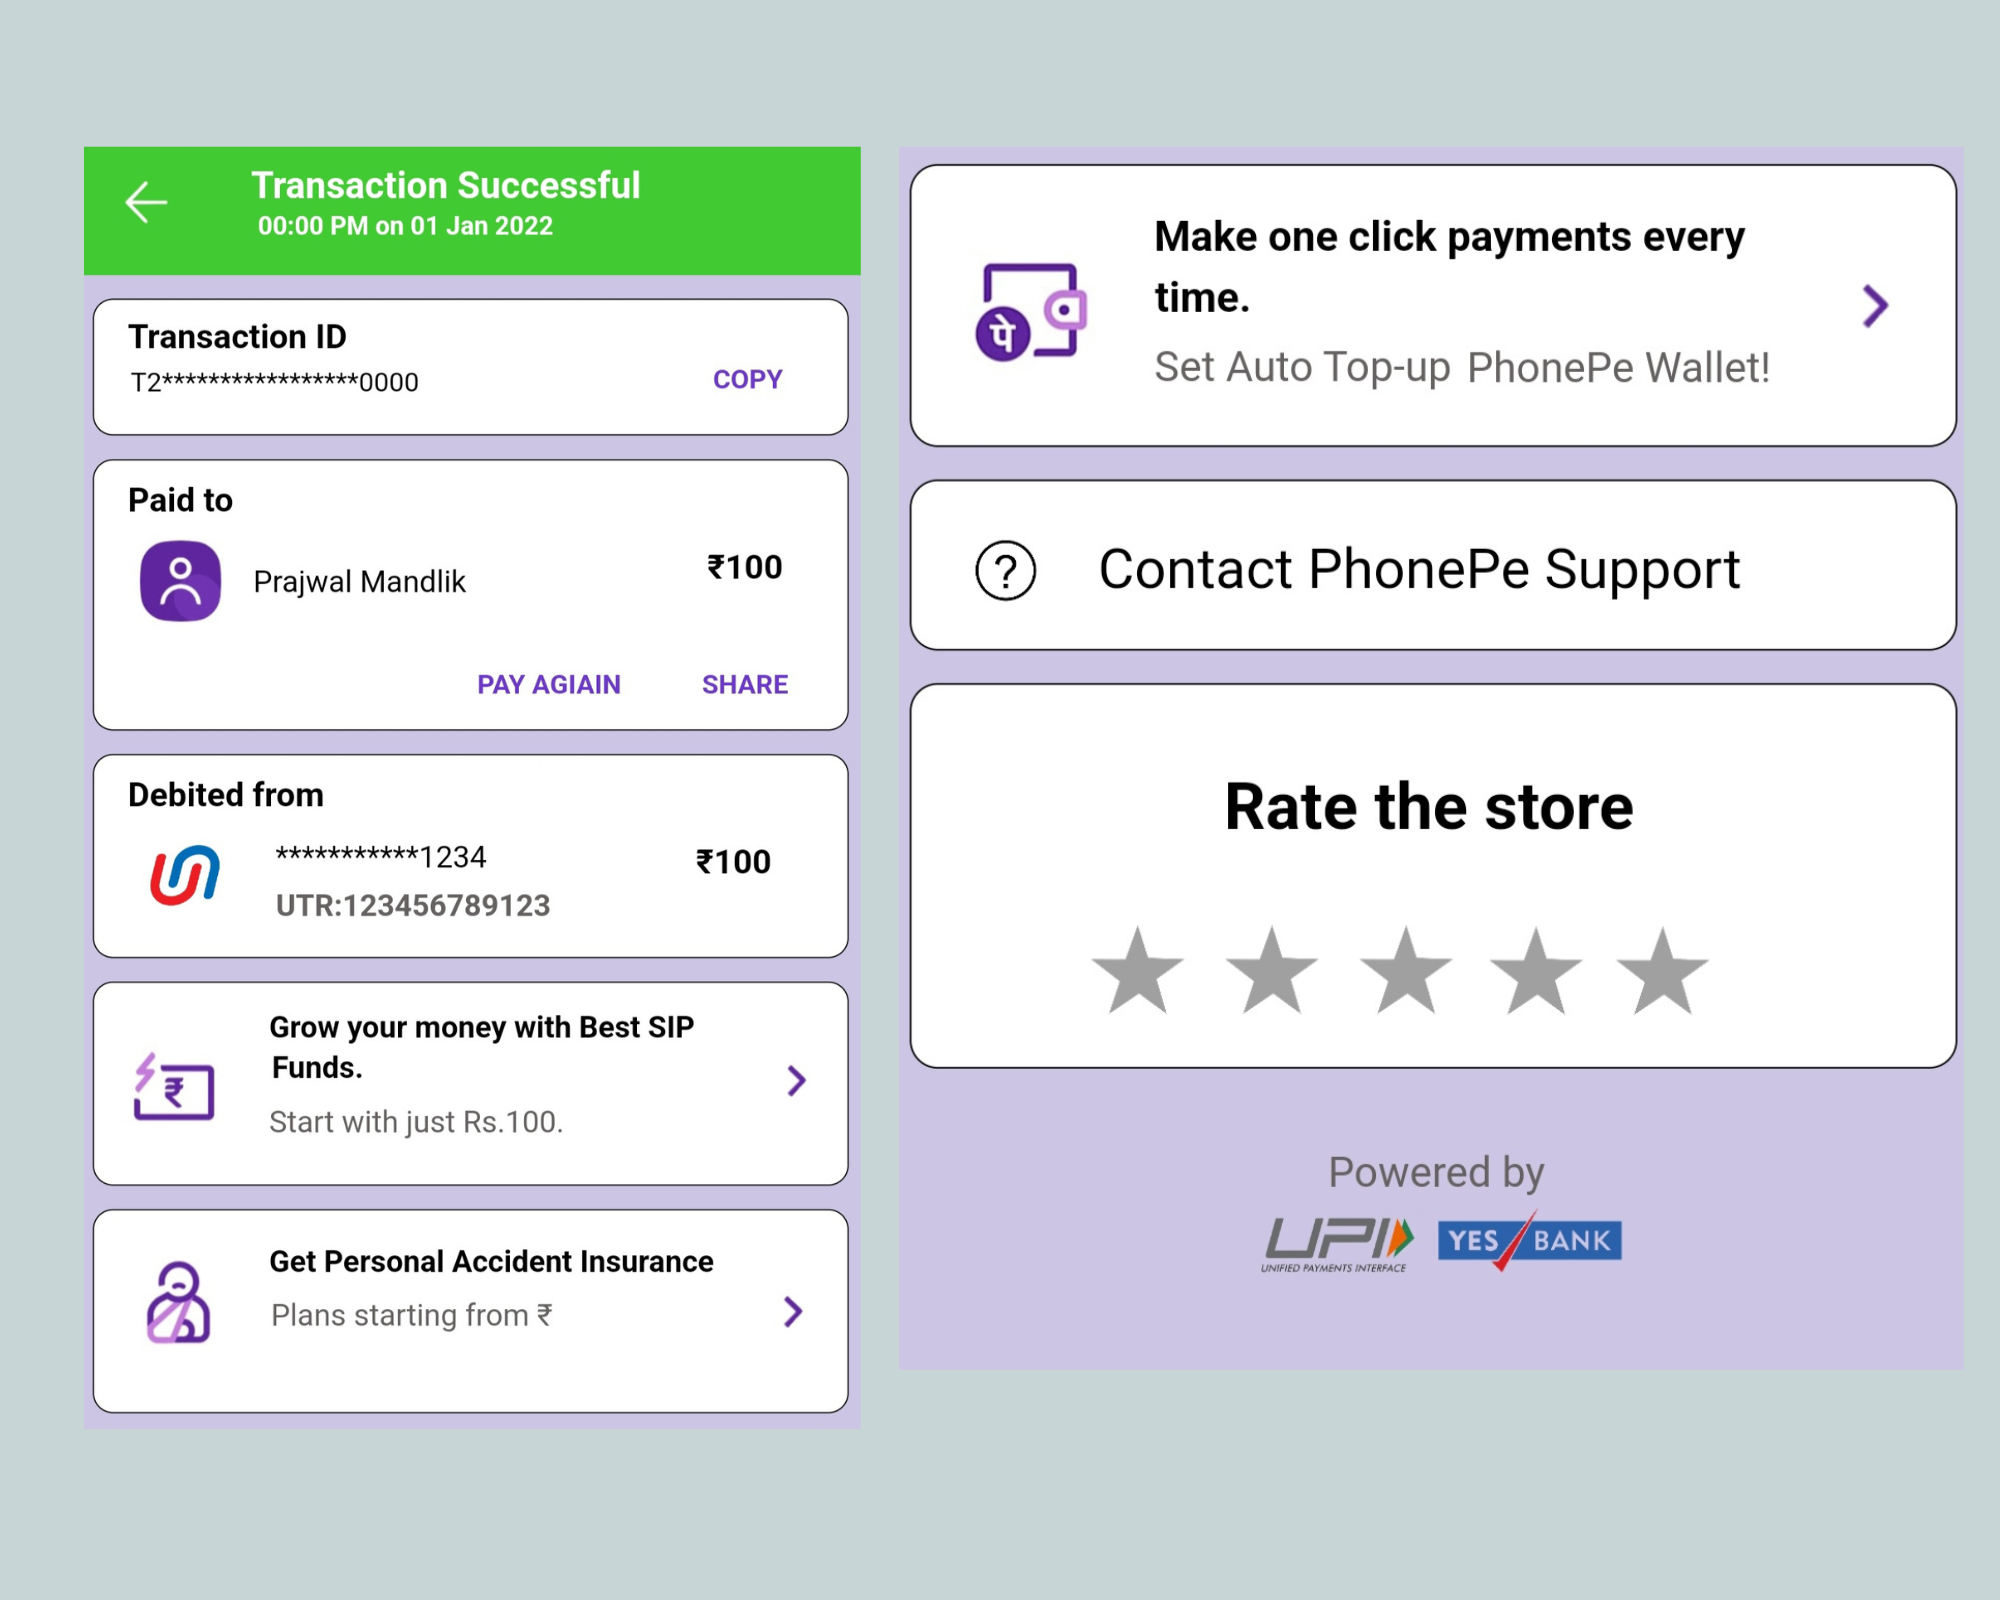 Transaction Successful
00:00 PM on 01 Jan 2022
Transaction ID
T2*****************0000
COPY
Paid to
Prajwal Mandlik
₹100
PAY AGIAIN
SHARE
Debited from
***********1234
₹100
UTR:123456789123
Grow your money with Best SIP
Funds.
Start with just Rs.100.
₹
Get Personal Accident Insurance
Plans starting from ₹
Make one click payments every
time.
पे
Set Auto Top-up PhonePe Wallet!
? Contact PhonePe Support
Rate the store
Powered by
UPI
UNIFIED PAYMENTS INTERFACE
YES BANK